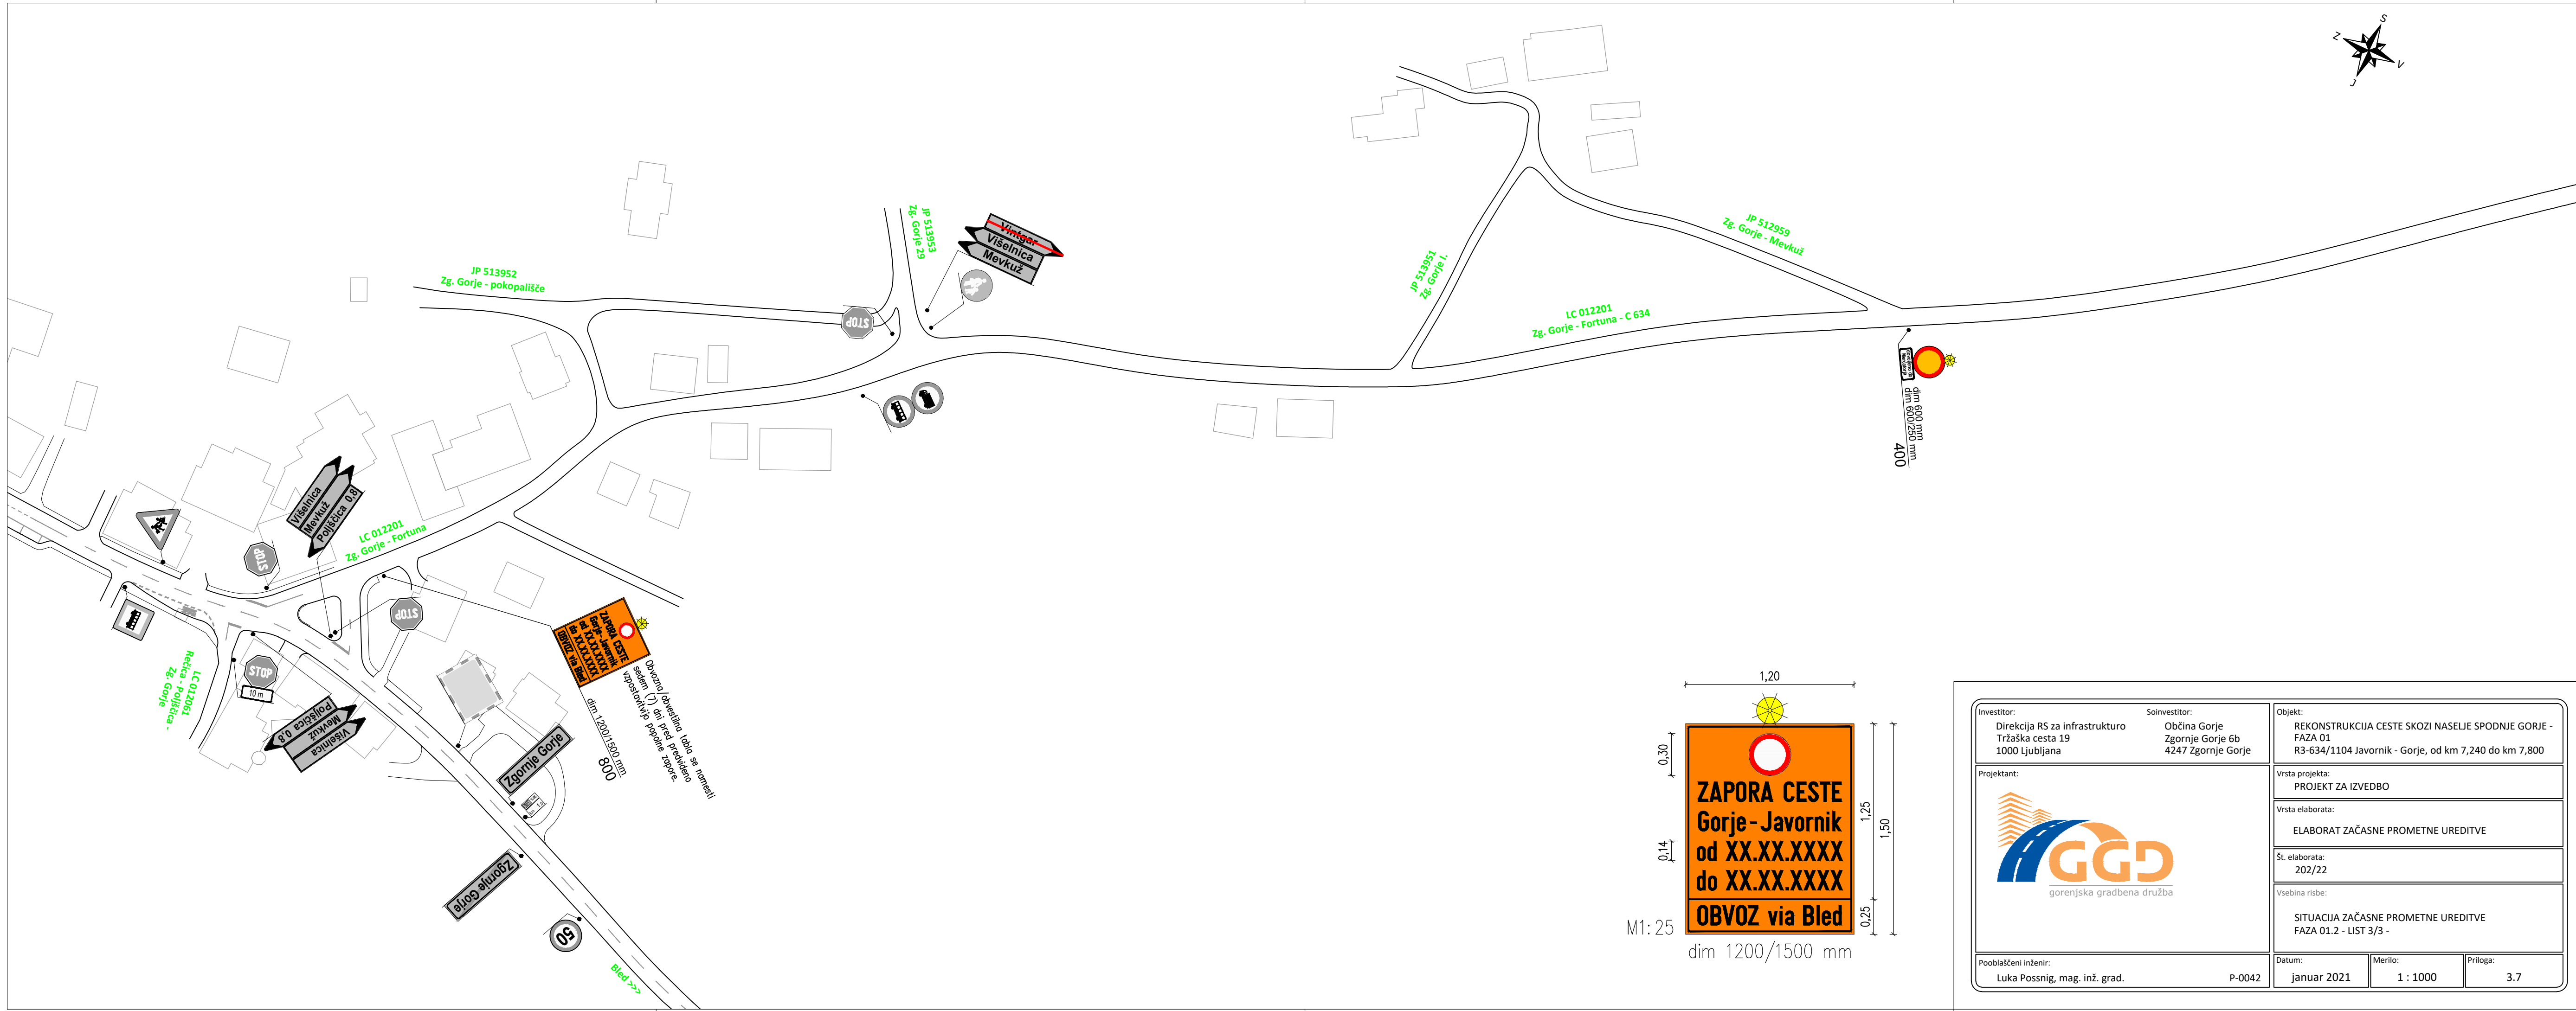 S
Z
V
J
JP 513952
Zg. Gorje - pokopališče
JP 513953
Zg. Gorje 29
Vintgar
Višelnica
Mevkuž
STOP
JP 513951
Zg. Gorje I.
JP 512959
Zg. Gorje - Mevkuž
LC 012201
Zg. Gorje - Fortuna - C 634
dim 600 mm
dim 600/250 mm
400
Višelnica
Mevkuž
Poljščica 0,8
STOP
LC 012201
Zg. Gorje - Fortuna
STOP
LC 012061
Rečica - Poljščica -
Zg. Gorje
STOP
10 m
Višelnica
Mevkuž
Poljščica 0,8
ZAPORA CESTE
Gorje-Javornik
od XX.XX.XXXX
do XX.XX.XXXX
OBVOZ via Bled
dim 1200/1500 mm
800
Obvozna/obvestilna tabla se namesti
sedem (7) dni pred predvideno
vzpostavitvijo popolne zapore.
Zgornje Gorje
Zgornje Gorje
50
Bled >>>
1,20
0,30
0,14
1,25
1,50
0,25
ZAPORA CESTE
Gorje-Javornik
od XX.XX.XXXX
do XX.XX.XXXX
OBVOZ via Bled
M1:25
dim 1200/1500 mm
Investitor:
Direkcija RS za infrastrukturo
Tržaška cesta 19
1000 Ljubljana
Soinvestitor:
Občina Gorje
Zgornje Gorje 6b
4247 Zgornje Gorje
Objekt:
REKONSTRUKCIJA CESTE SKOZI NASELJE SPODNJE GORJE -
FAZA 01
R3-634/1104 Javornik - Gorje, od km 7,240 do km 7,800
Projektant:
GGD
gorenjska gradbena družba
Vrsta projekta:
PROJEKT ZA IZVEDBO
Vrsta elaborata:
ELABORAT ZAČASNE PROMETNE UREDITVE
Št. elaborata:
202/22
Vsebina risbe:
SITUACIJA ZAČASNE PROMETNE UREDITVE
FAZA 01.2 - LIST 3/3 -
Pooblaščeni inženir:
Luka Possnig, mag. inž. grad.
P-0042
Datum:
januar 2021
Merilo:
1 : 1000
Priloga:
3.7